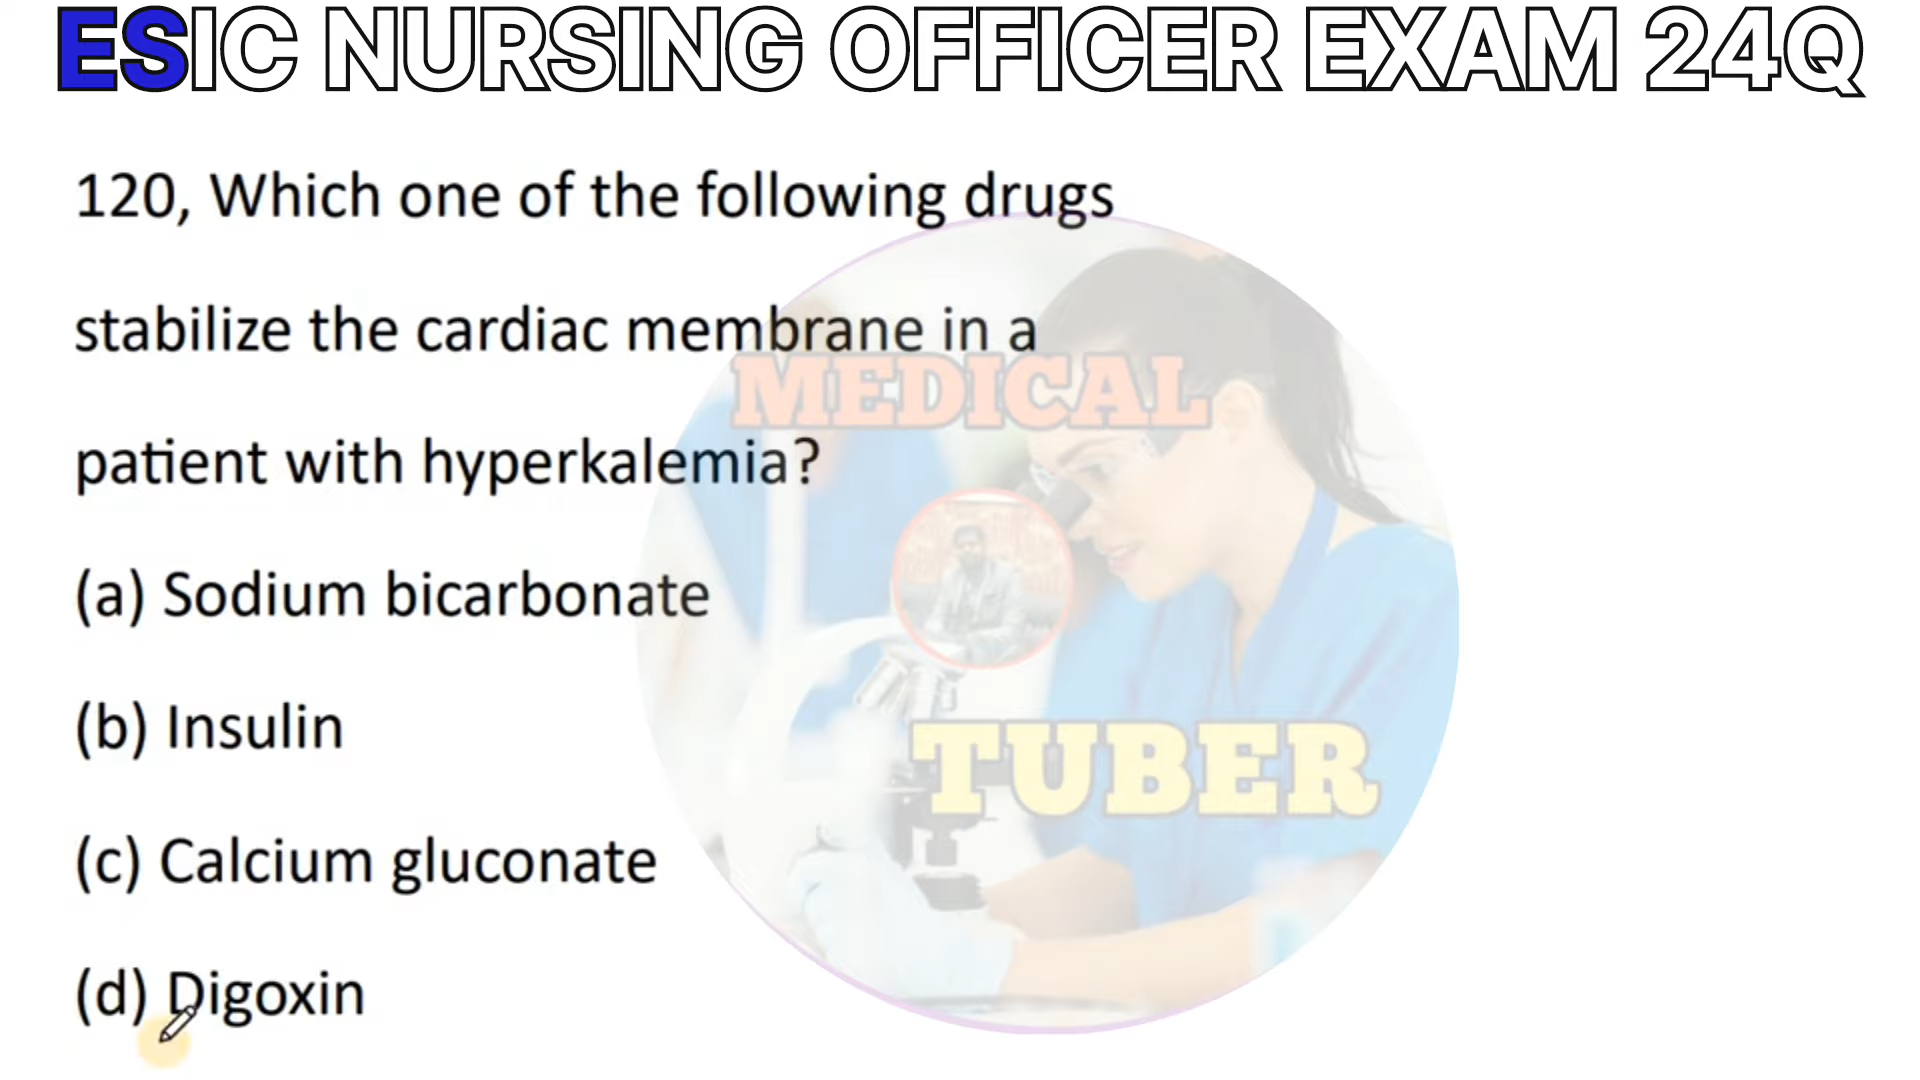 ESIC NURSING OFFICER EXAM 24Q
120, Which one of the following drugs
stabilize the cardiac membrane in a
patient with hyperkalemia?
(a) Sodium bicarbonate
(b) Insulin
(c) Calcium gluconate
(d) Digoxin
MEDICAL
TUBER